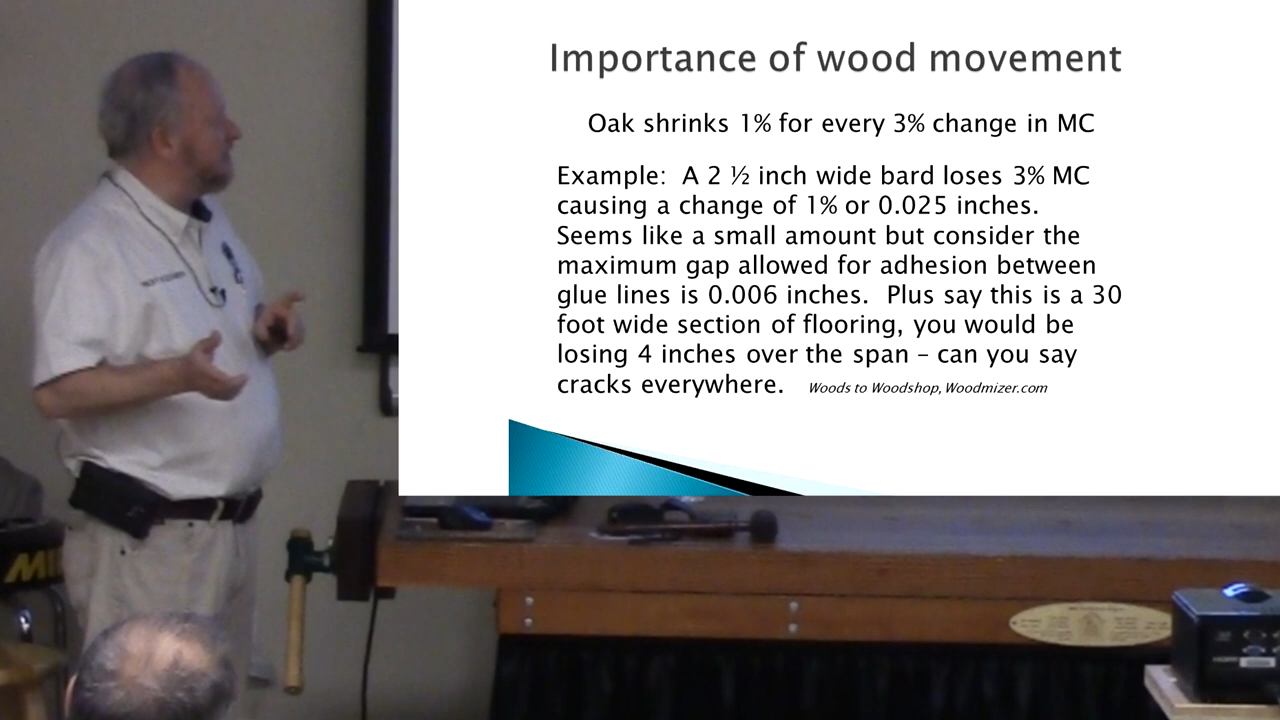 Importance of wood movement
Oak shrinks 1% for every 3% change in MC
Example:  A 2 ½ inch wide bard loses 3% MC
causing a change of 1% or 0.025 inches.
Seems like a small amount but consider the
maximum gap allowed for adhesion between
glue lines is 0.006 inches.  Plus say this is a 30
foot wide section of flooring, you would be
losing 4 inches over the span – can you say
cracks everywhere.   Woods to Woodshop, Woodmizer.com